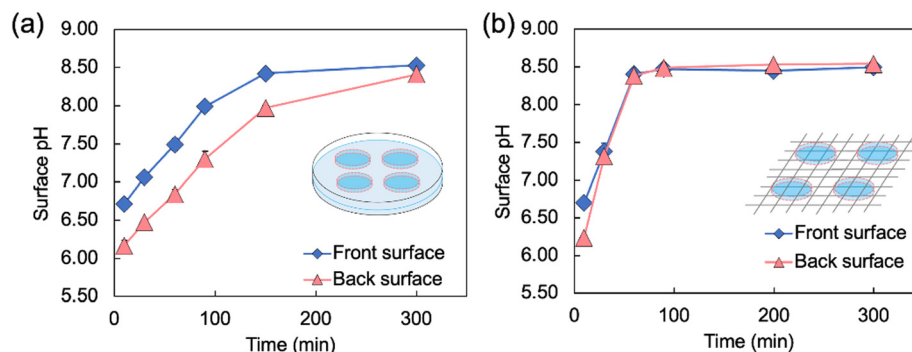 (a)
9.00
8.50
8.00
7.50
7.00
6.50
6.00
5.50
Surface pH
Front surface
Back surface
0
100
200
300
Time (min)
(b)
9.00
8.50
8.00
7.50
7.00
6.50
6.00
5.50
Surface pH
Front surface
Back surface
0
100
200
300
Time (min)